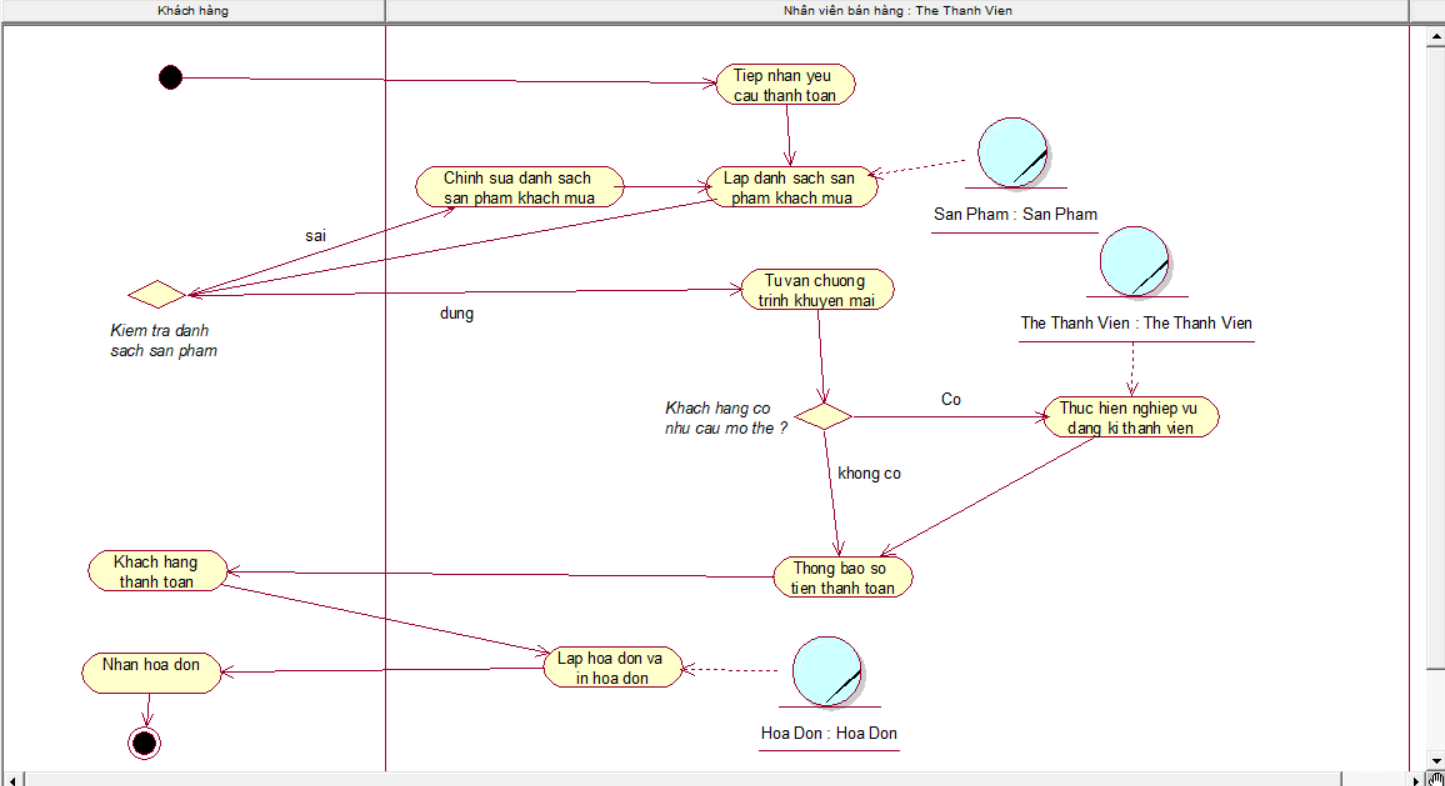 Khách hàng
Nhân viên bán hàng : The Thanh Vien
Tiep nhan yeu
cau thanh toan
Chinh sua danh sach
san pham khach mua
Lap danh sach san
pham khach mua
San Pham : San Pham
sai
Tu van chuong
trinh khuyen mai
dung
Kiem tra danh
sach san pham
The Thanh Vien : The Thanh Vien
Khach hang co
nhu cau mo the ?
Co
Thuc hien nghiep vu
dang ki thanh vien
khong co
Khach hang
thanh toan
Thong bao so
tien thanh toan
Nhan hoa don
Lap hoa don va
in hoa don
Hoa Don : Hoa Don